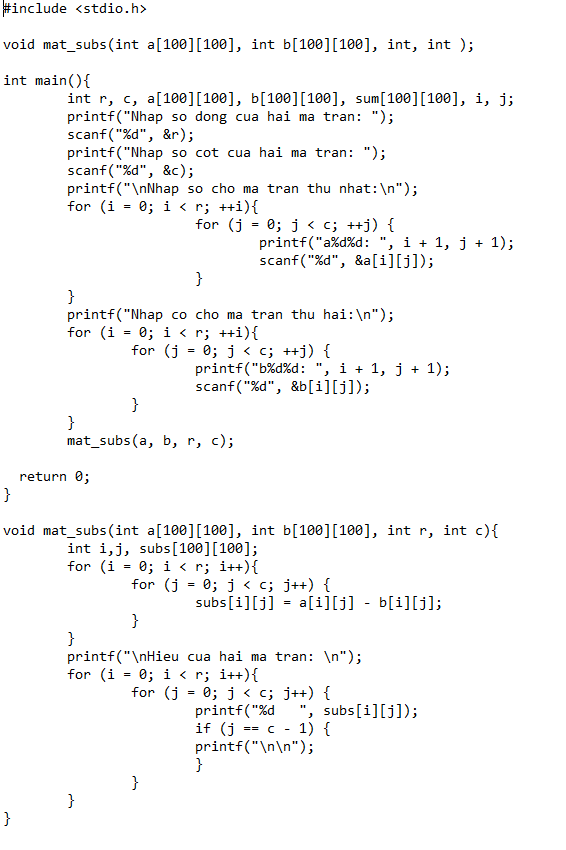 #include <stdio.h>

void mat_subs(int a[100][100], int b[100][100], int, int );

int main(){
        int r, c, a[100][100], b[100][100], sum[100][100], i, j;
        printf("Nhap so dong cua hai ma tran: ");
        scanf("%d", &r);
        printf("Nhap so cot cua hai ma tran: ");
        scanf("%d", &c);
        printf("\nNhap so cho ma tran thu nhat:\n");
        for (i = 0; i < r; ++i){
                        for (j = 0; j < c; ++j) {
                                printf("a%d%d: ", i + 1, j + 1);
                                scanf("%d", &a[i][j]);
                        }
        }
        printf("Nhap co cho ma tran thu hai:\n");
        for (i = 0; i < r; ++i){
                for (j = 0; j < c; ++j) {
                        printf("b%d%d: ", i + 1, j + 1);
                        scanf("%d", &b[i][j]);
                }
        }
        mat_subs(a, b, r, c);

  return 0;
}

void mat_subs(int a[100][100], int b[100][100], int r, int c){
        int i,j, subs[100][100];
        for (i = 0; i < r; i++){
                for (j = 0; j < c; j++) {
                        subs[i][j] = a[i][j] - b[i][j];
                }
        }
        printf("\nHieu cua hai ma tran: \n");
        for (i = 0; i < r; i++){
                for (j = 0; j < c; j++) {
                        printf("%d   ", subs[i][j]);
                        if (j == c - 1) {
                        printf("\n\n");
                        }
                }
        }
}